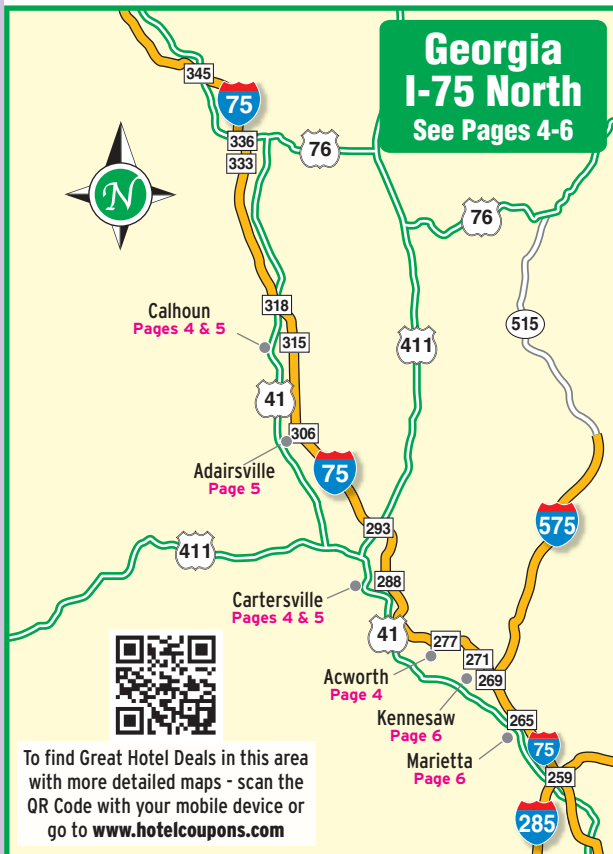 Georgia
I-75 North
See Pages 4-6
345
75
336
333
76
N
76
318
Calhoun
Pages 4 & 5
315
515
411
41
306
Adairsville
Page 5
75
293
575
411
288
Cartersville
Pages 4 & 5
41
277
271
Acworth
Page 4
269
Kennesaw
Page 6
265
Marietta
Page 6
75
259
285
To find Great Hotel Deals in this area
with more detailed maps - scan the
QR Code with your mobile device or
go to www.hotelcoupons.com